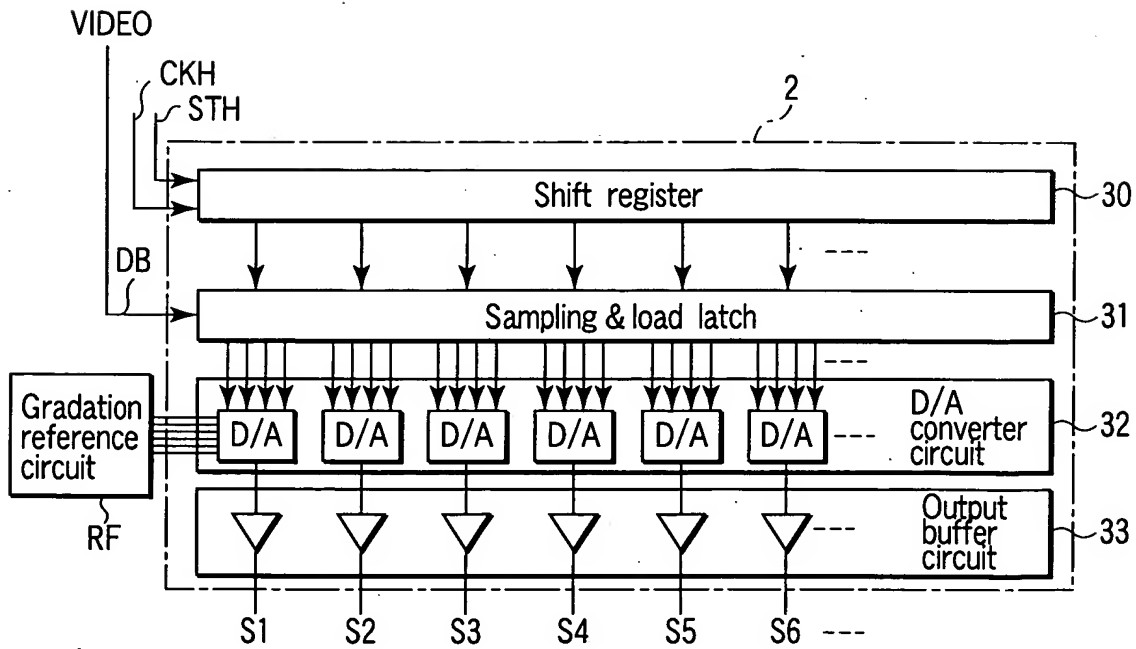 VIDEO
CKH
STH
2
Shift register
30
DB
Sampling & load latch
31
Gradation
reference
circuit
RF
D/A D/A D/A D/A D/A D/A
D/A
converter
circuit
32
Output
buffer
circuit
33
S1 S2 S3 S4 S5 S6